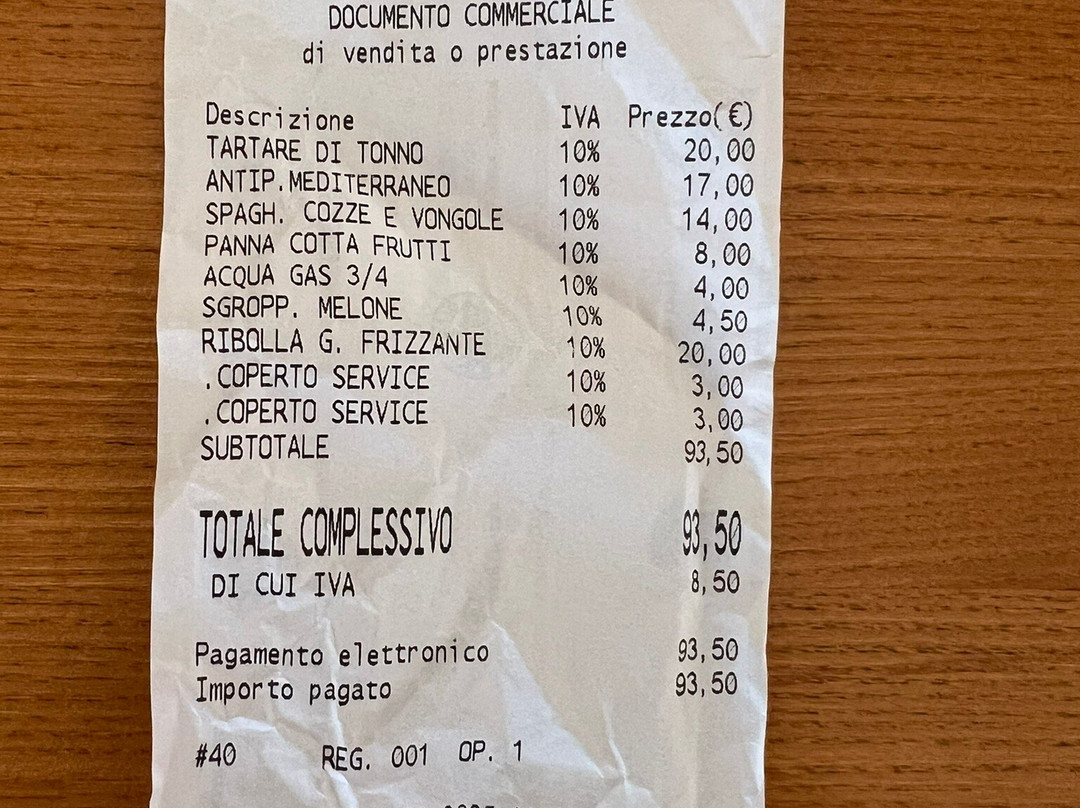 DOCUMENTO COMMERCIALE
di vendita o prestazione
Descrizione IVA Prezzo(€)
TARTARE DI TONNO 10% 20,00
ANTIP.MEDITERRANEO 10% 17,00
SPAGH. COZZE E VONGOLE 10% 14,00
PANNA COTTA FRUTTI 10% 8,00
ACQUA GAS 3/4 10% 4,00
SGROPP. MELONE 10% 4,50
RIBOLLA G. FRIZZANTE 10% 20,00
.COPERTO SERVICE 10% 3,00
.COPERTO SERVICE 10% 3,00
SUBTOTALE 93,50
TOTALE COMPLESSIVO 93,50
DI CUI IVA 8,50
Pagamento elettronico 93,50
Importo pagato 93,50
#40 REG. 001 OP. 1